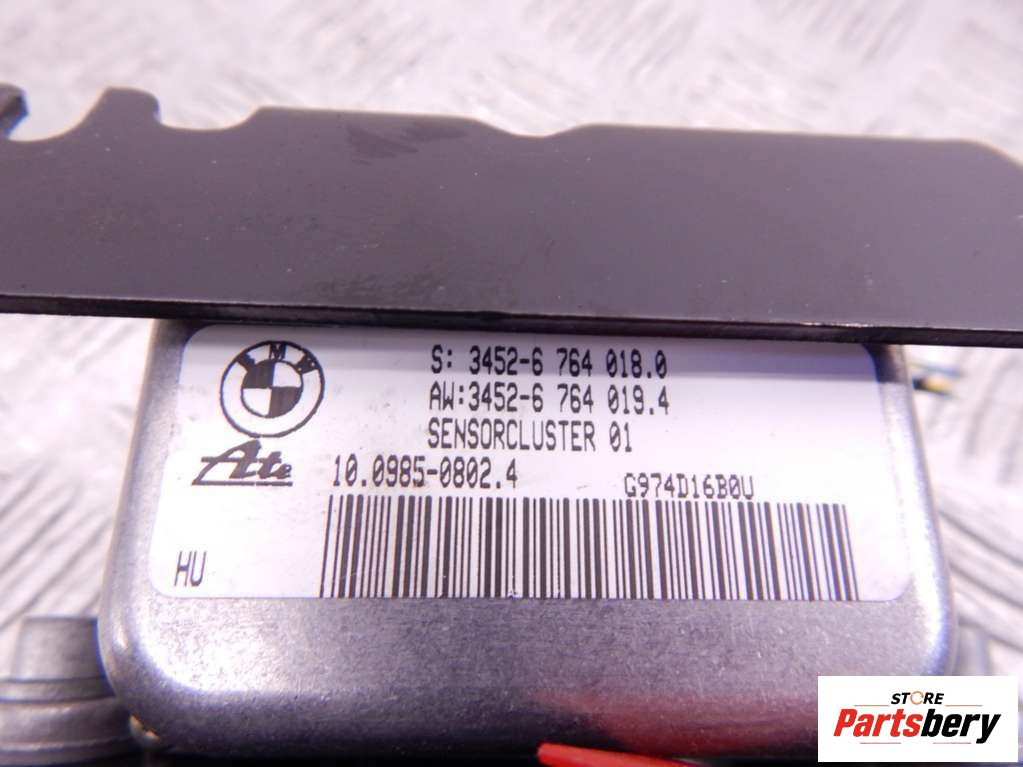 BMW
S: 3452-6 764 018.0
AW:3452-6 764 019.4
SENSORCLUSTER 01
Ate
10.0985-0802.4
G974D16B0U
HU
STORE
Partsbery